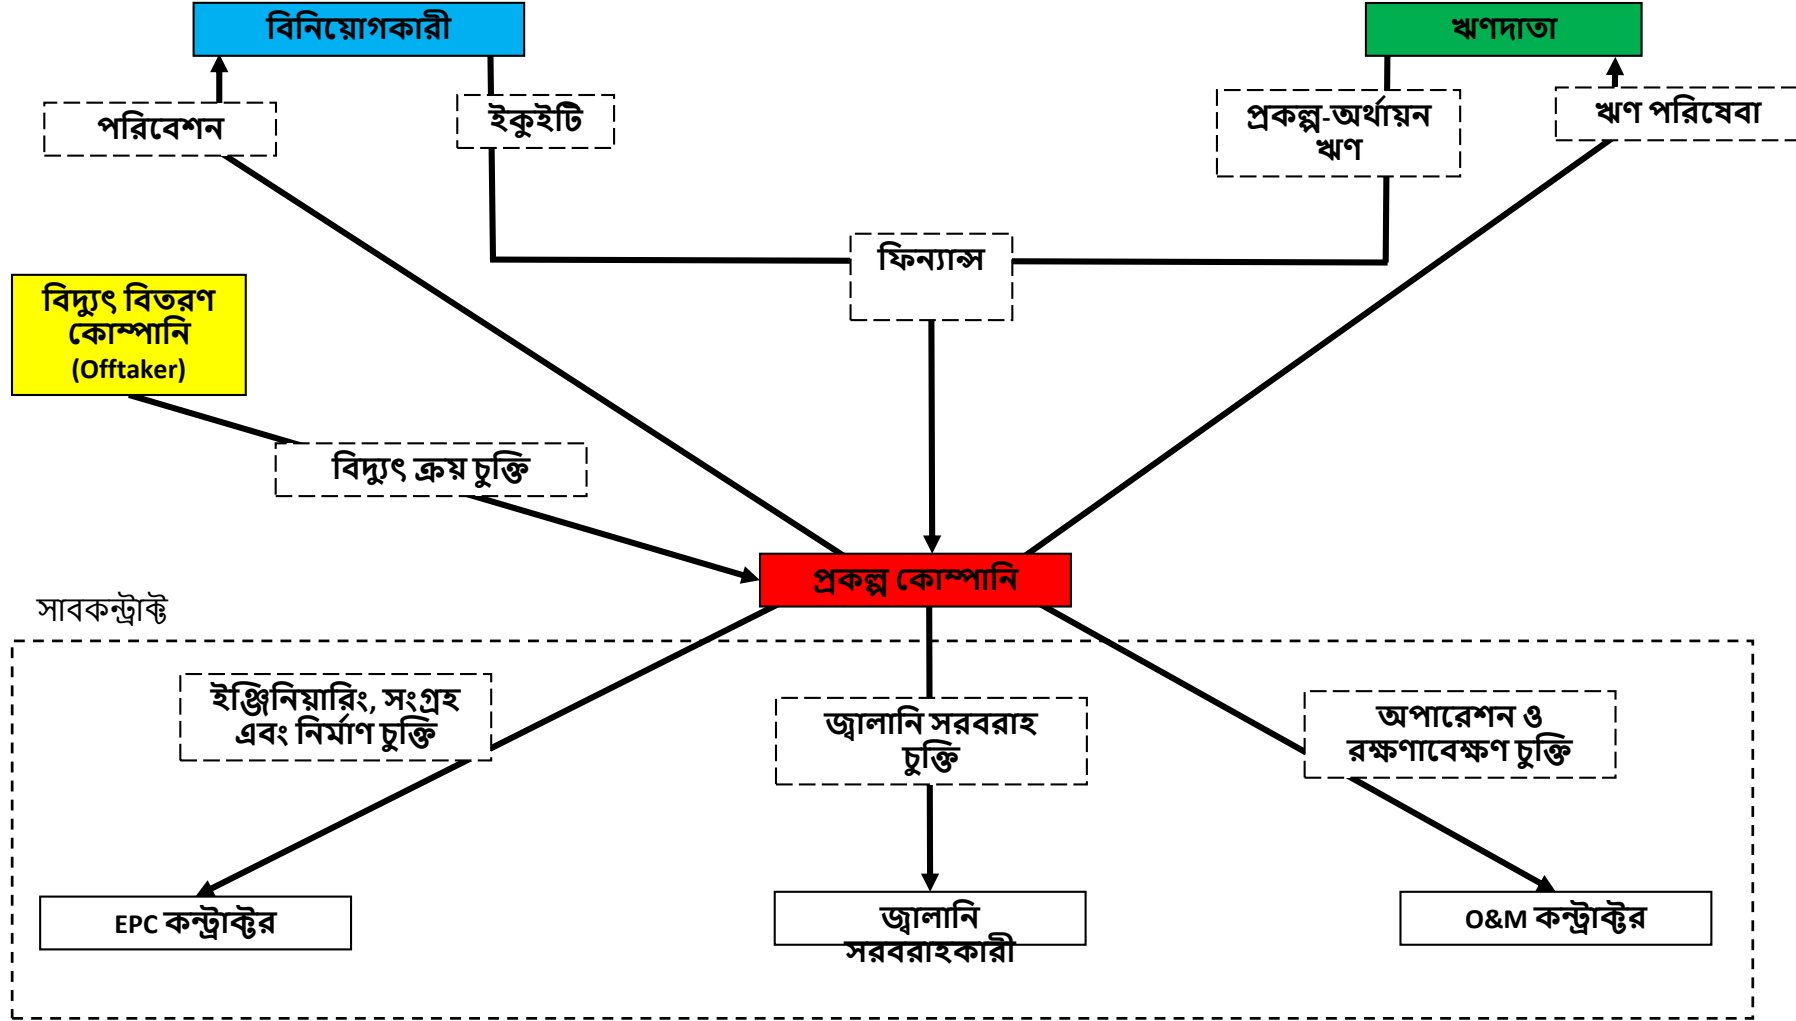 বিনিয়োগকারী
ঋণদাতা
পরিবেশন
ইকুইটি
প্রকল্প-অর্থায়ন
ঋণ
ঋণ পরিষেবা
ফিন্যান্স
বিদ্যুৎ বিতরণ
কোম্পানি
(Offtaker)
বিদ্যুৎ ক্রয় চুক্তি
প্রকল্প কোম্পানি
সাবকন্ট্রাক্ট
ইঞ্জিনিয়ারিং, সংগ্রহ
এবং নির্মাণ চুক্তি
জ্বালানি সরবরাহ
চুক্তি
অপারেশন ও
রক্ষণাবেক্ষণ চুক্তি
EPC কন্ট্রাক্টর
জ্বালানি
সরবরাহকারী
O&M কন্ট্রাক্টর